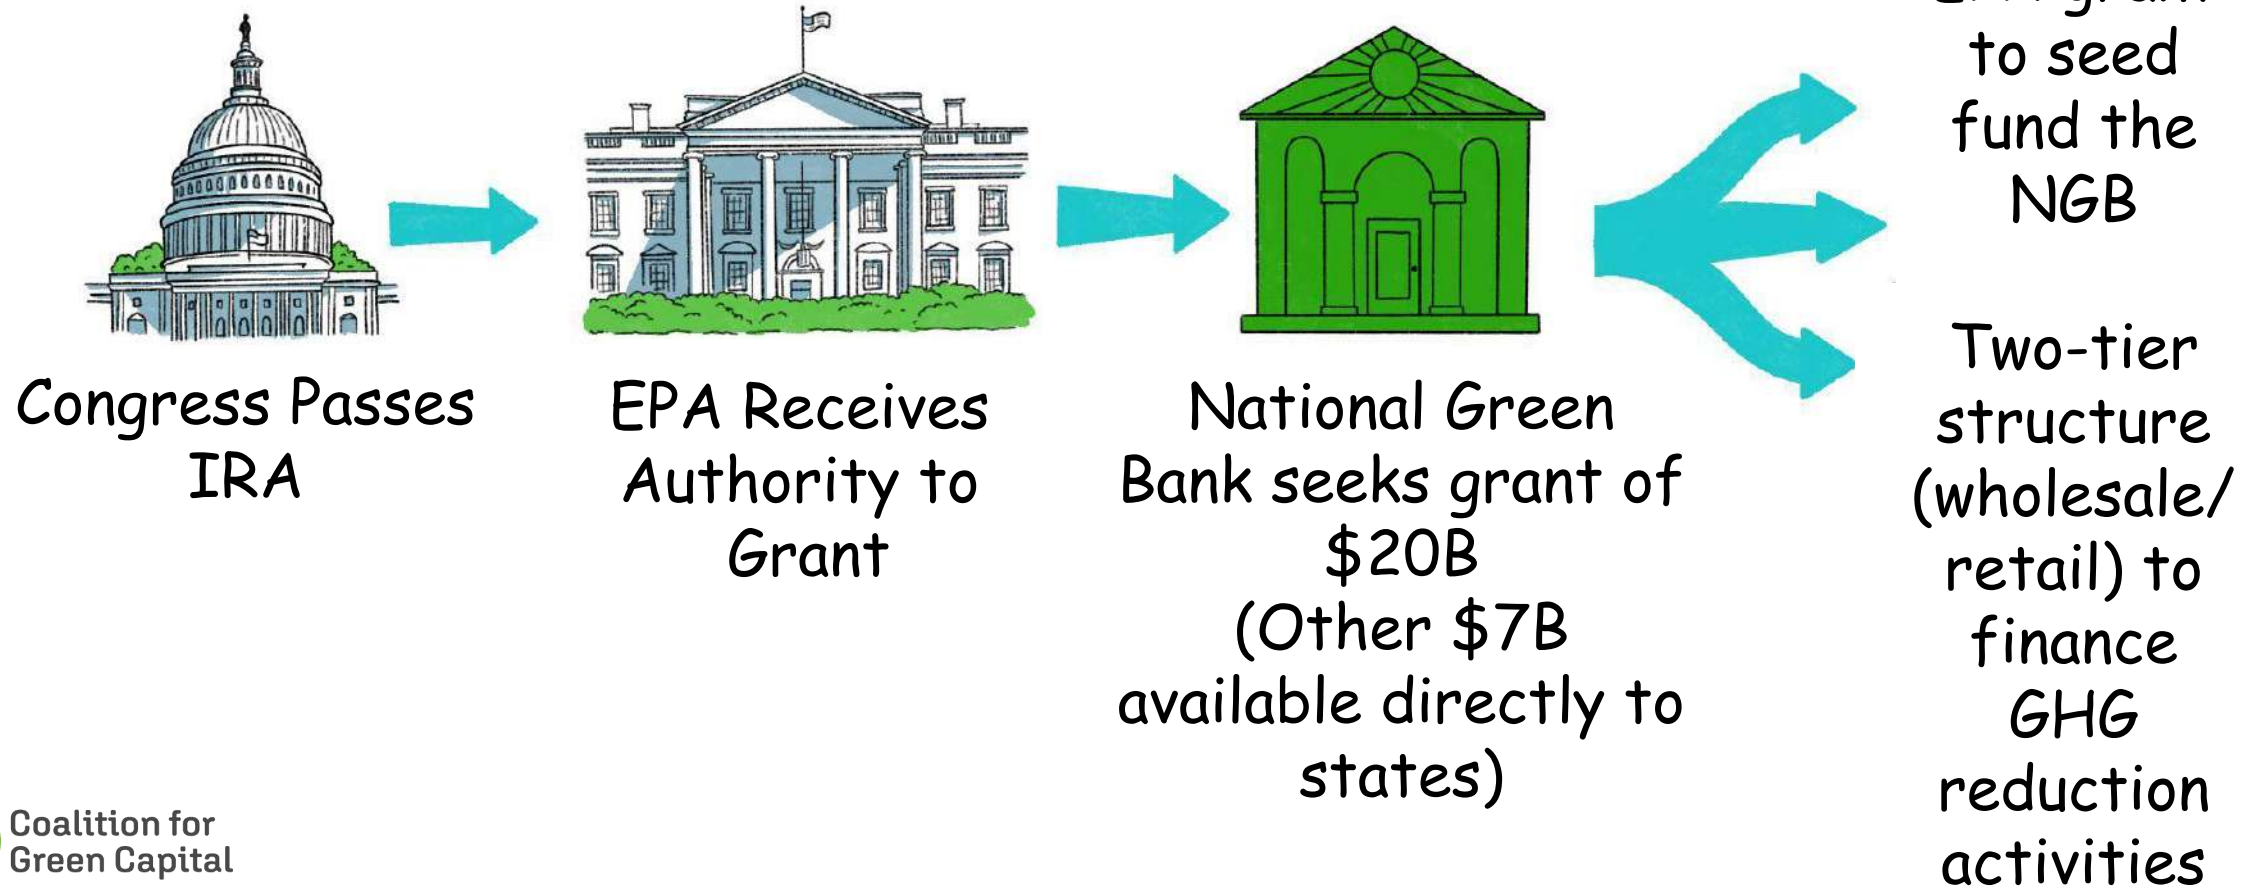 Congress Passes
IRA
EPA Receives
Authority to
Grant
National Green
Bank seeks grant of
$20B
(Other $7B
available directly to
states)
to seed
fund the
NGB
Two-tier
structure
(wholesale/
retail) to
finance
GHG
reduction
activities
Coalition for
Green Capital